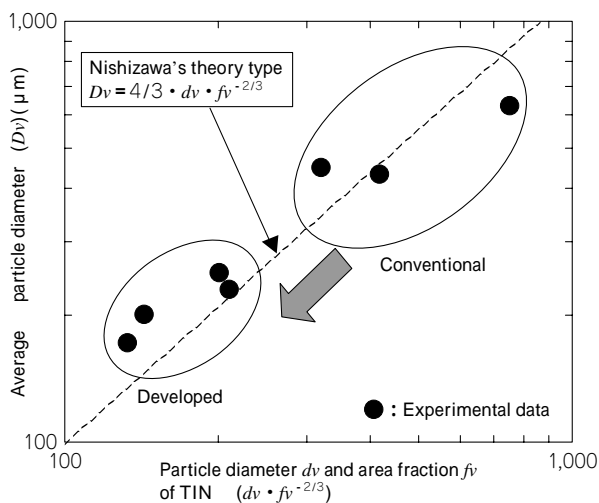 1,000
Nishizawa's theory type
Dv = 4/3 • dv • fv⁻²/³
Average particle diameter (Dv) (µm)
Conventional
Developed
● : Experimental data
100
100
1,000
Particle diameter dv and area fraction fv
of TIN (dv • fv⁻²/³)